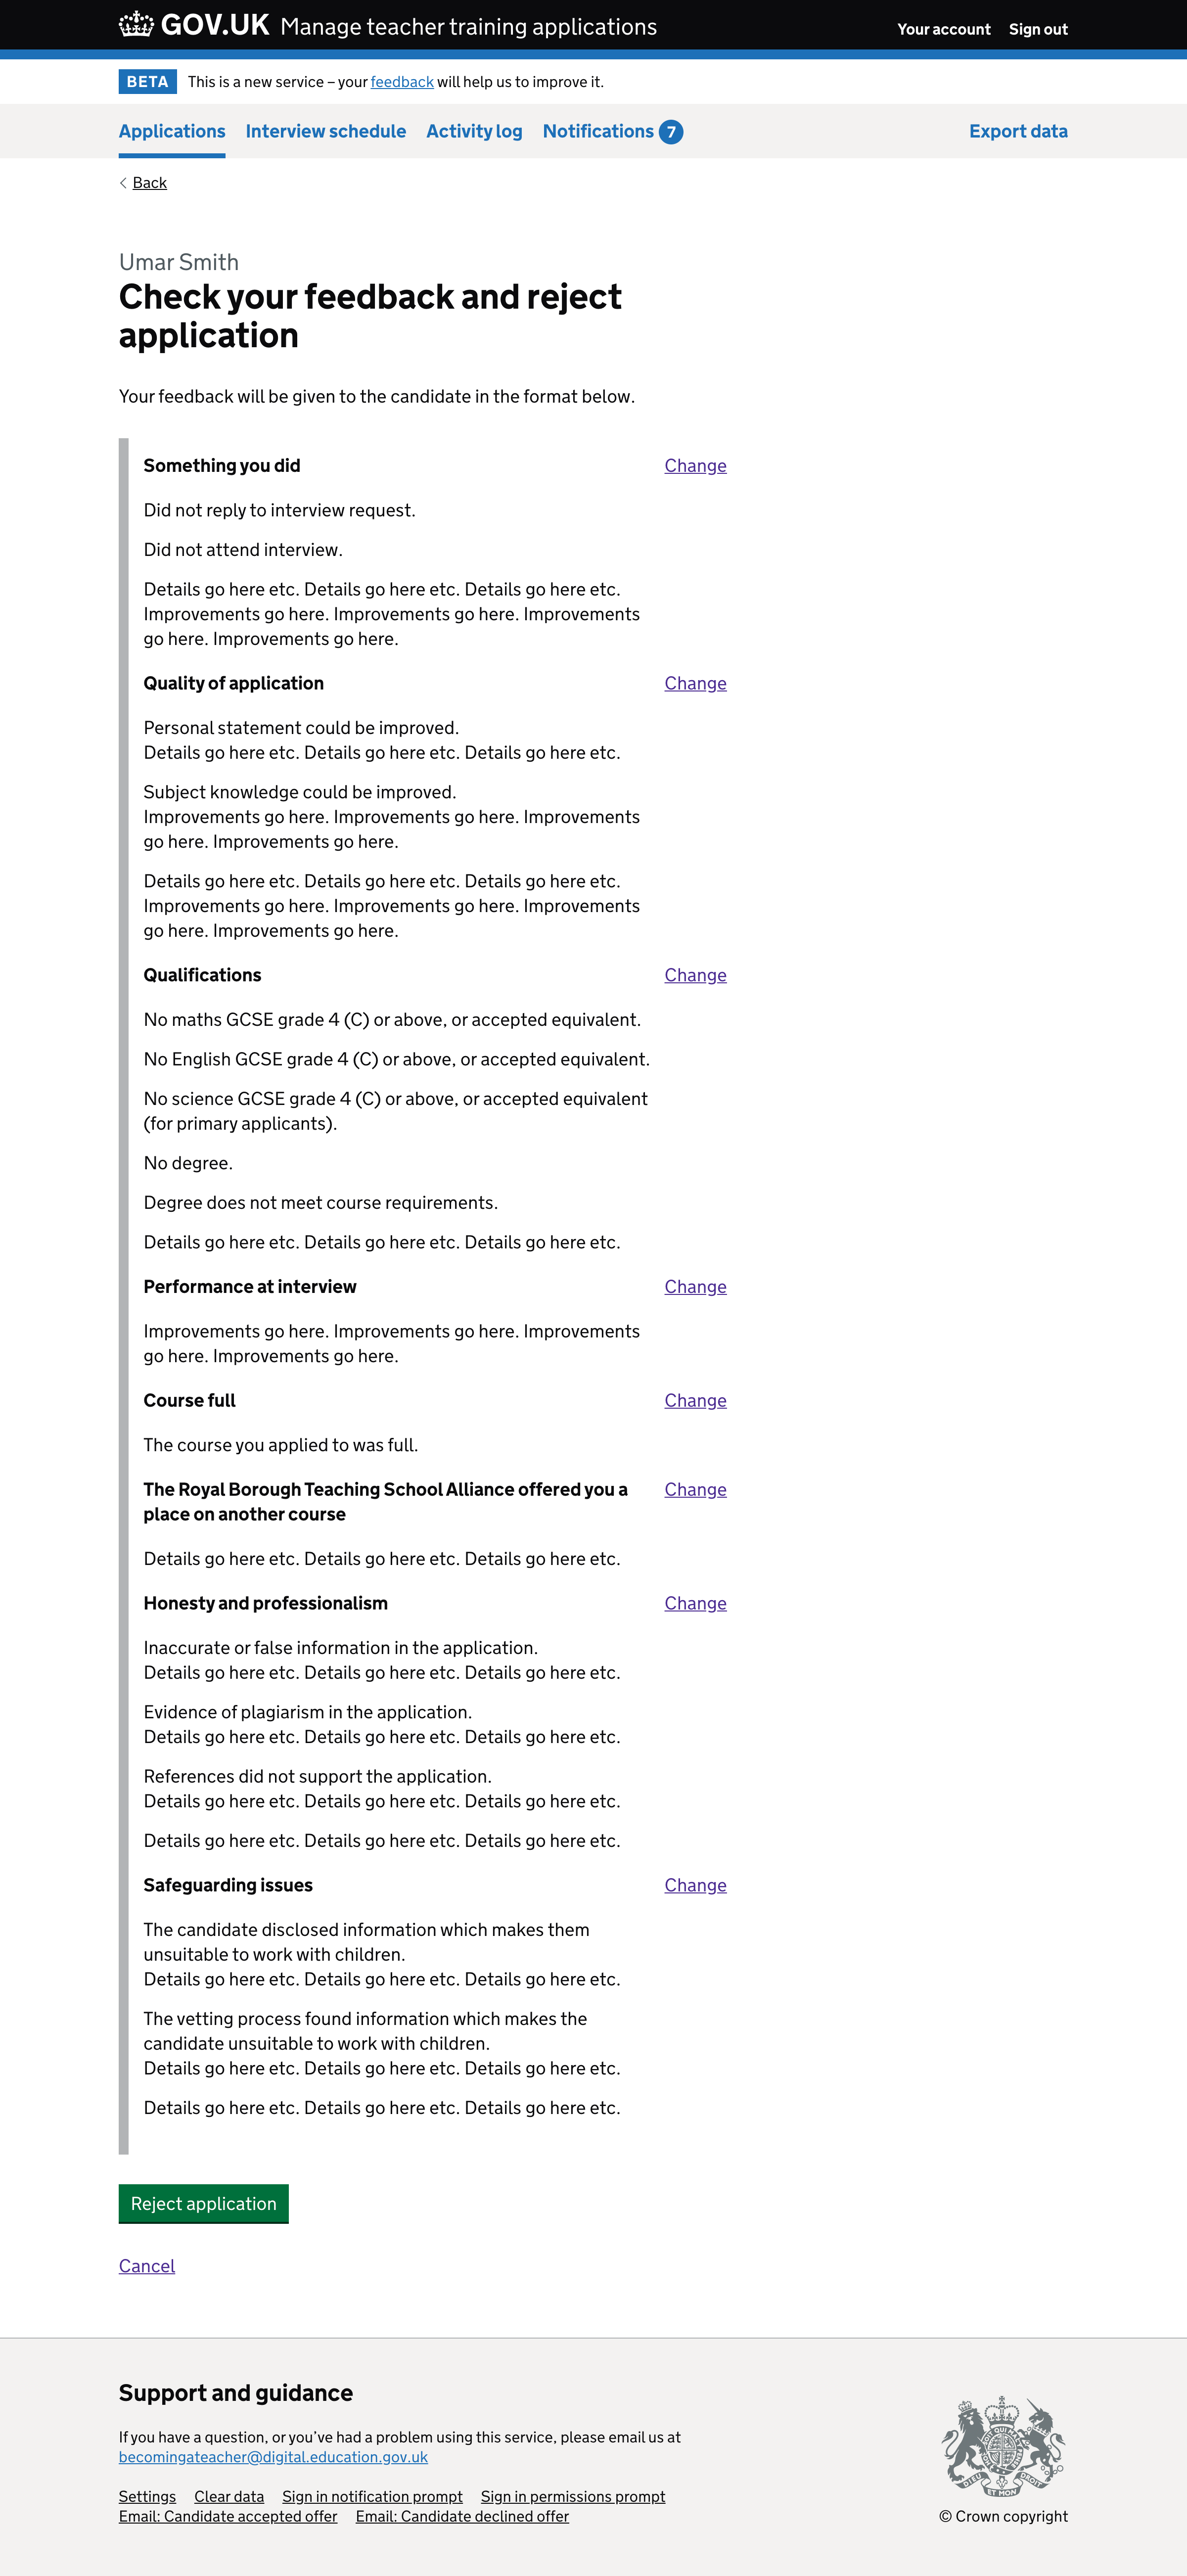 GOV.UK Manage teacher training applications
Your account Sign out
BETA This is a new service – your feedback will help us to improve it.
Applications Interview schedule Activity log Notifications 7 Export data
Back
Umar Smith
Check your feedback and reject
application
Your feedback will be given to the candidate in the format below.
Something you did Change
Did not reply to interview request.
Did not attend interview.
Details go here etc. Details go here etc. Details go here etc.
Improvements go here. Improvements go here. Improvements
go here. Improvements go here.
Quality of application Change
Personal statement could be improved.
Details go here etc. Details go here etc. Details go here etc.
Subject knowledge could be improved.
Improvements go here. Improvements go here. Improvements
go here. Improvements go here.
Details go here etc. Details go here etc. Details go here etc.
Improvements go here. Improvements go here. Improvements
go here. Improvements go here.
Qualifications Change
No maths GCSE grade 4 (C) or above, or accepted equivalent.
No English GCSE grade 4 (C) or above, or accepted equivalent.
No science GCSE grade 4 (C) or above, or accepted equivalent
(for primary applicants).
No degree.
Degree does not meet course requirements.
Details go here etc. Details go here etc. Details go here etc.
Performance at interview Change
Improvements go here. Improvements go here. Improvements
go here. Improvements go here.
Course full Change
The course you applied to was full.
The Royal Borough Teaching School Alliance offered you a Change
place on another course
Details go here etc. Details go here etc. Details go here etc.
Honesty and professionalism Change
Inaccurate or false information in the application.
Details go here etc. Details go here etc. Details go here etc.
Evidence of plagiarism in the application.
Details go here etc. Details go here etc. Details go here etc.
References did not support the application.
Details go here etc. Details go here etc. Details go here etc.
Details go here etc. Details go here etc. Details go here etc.
Safeguarding issues Change
The candidate disclosed information which makes them
unsuitable to work with children.
Details go here etc. Details go here etc. Details go here etc.
The vetting process found information which makes the
candidate unsuitable to work with children.
Details go here etc. Details go here etc. Details go here etc.
Details go here etc. Details go here etc. Details go here etc.
Reject application
Cancel
Support and guidance
If you have a question, or you’ve had a problem using this service, please email us at
becomingateacher@digital.education.gov.uk
Settings Clear data Sign in notification prompt Sign in permissions prompt
Email: Candidate accepted offer Email: Candidate declined offer
DIEU ET MON DROIT
© Crown copyright